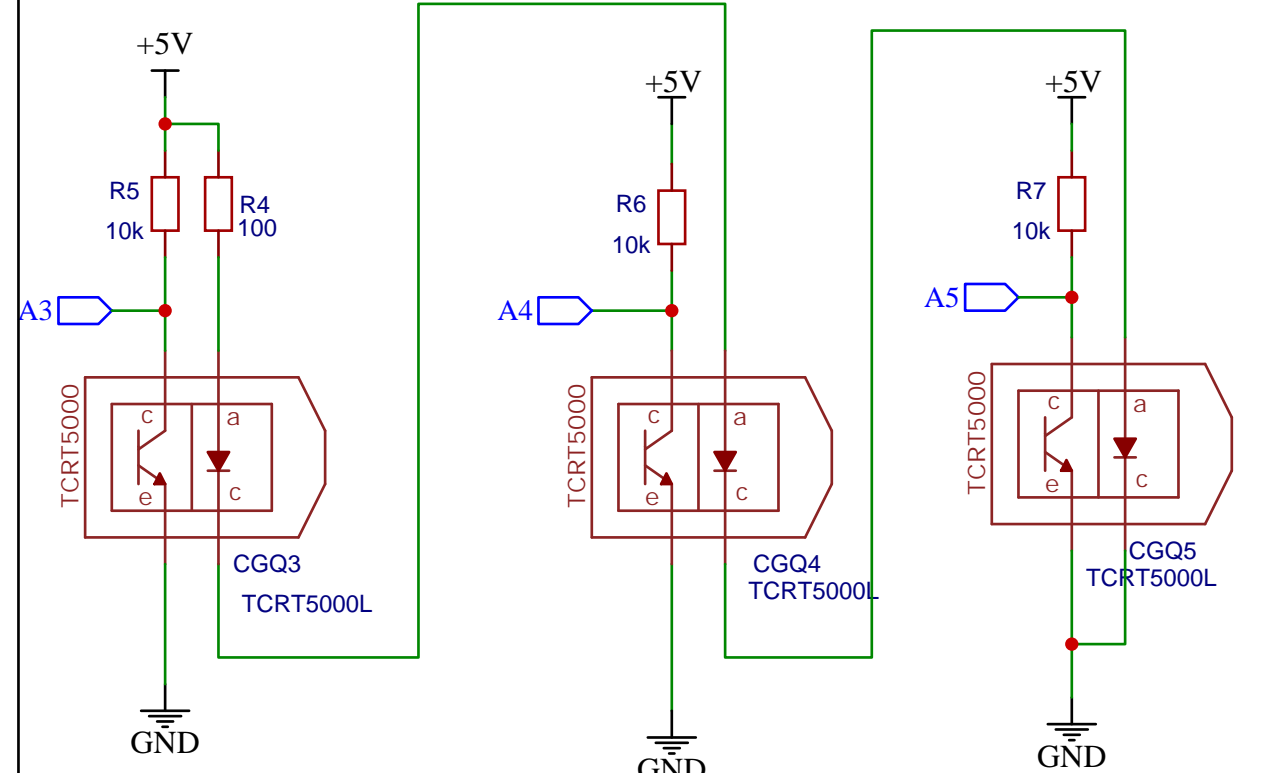 +5V
R5
10k
R4
100
A3
TCRT5000
c
a
e
c
CGQ3
TCRT5000L
GND
+5V
R6
10k
A4
TCRT5000
c
a
e
c
CGQ4
TCRT5000L
GND
+5V
R7
10k
A5
TCRT5000
c
a
e
c
CGQ5
TCRT5000L
GND